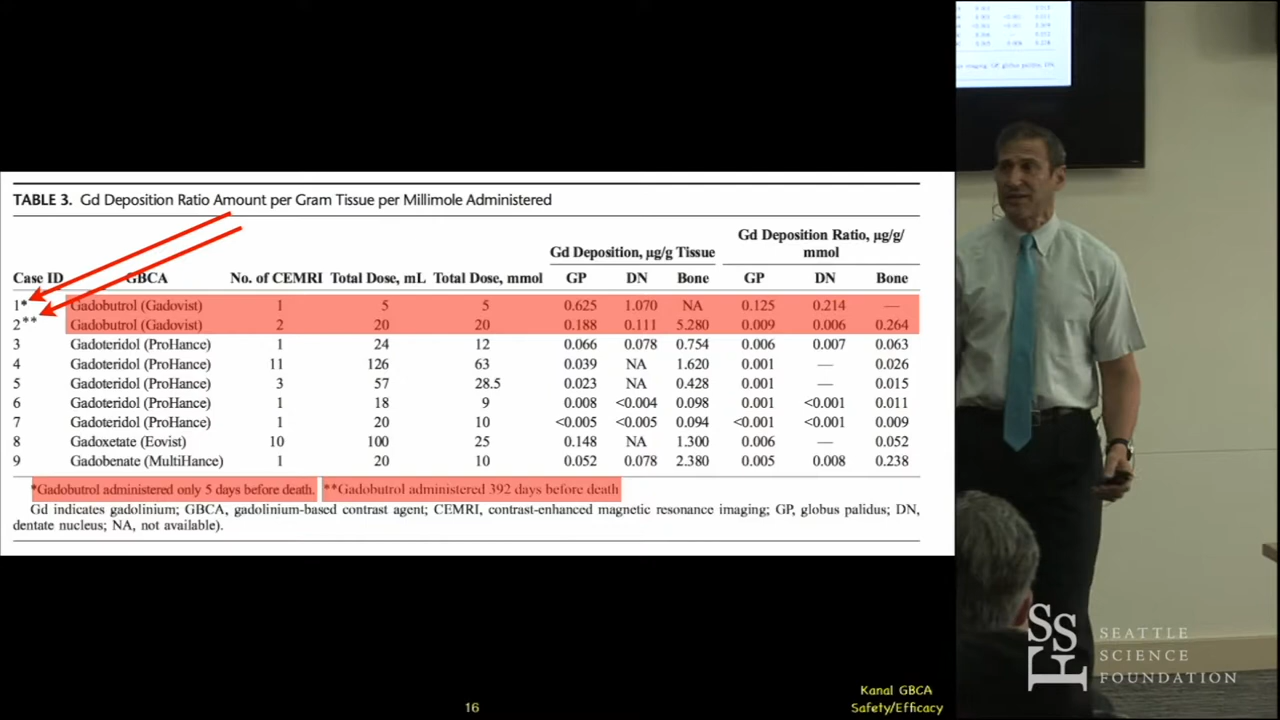 TABLE 3. Gd Deposition Ratio Amount per Gram Tissue per Millimole Administered
Gd Deposition, µg/g Tissue Gd Deposition Ratio, µg/g/mmol
Case ID GBCA No. of CEMRI Total Dose, mL Total Dose, mmol GP DN Bone GP DN Bone
1* Gadobutrol (Gadovist) 1 5 5 0.625 1.070 NA 0.125 0.214 —
2** Gadobutrol (Gadovist) 2 20 20 0.188 0.111 5.280 0.009 0.006 0.264
3 Gadoteridol (ProHance) 1 24 12 0.066 0.078 0.754 0.006 0.007 0.063
4 Gadoteridol (ProHance) 11 126 63 0.039 NA 1.620 0.001 — 0.026
5 Gadoteridol (ProHance) 3 57 28.5 0.023 NA 0.428 0.001 — 0.015
6 Gadoteridol (ProHance) 1 18 9 0.008 <0.004 0.098 0.001 <0.001 0.011
7 Gadoteridol (ProHance) 1 20 10 <0.005 <0.005 0.094 <0.001 <0.001 0.009
8 Gadoxetate (Eovist) 10 100 25 0.148 NA 1.300 0.006 — 0.052
9 Gadobenate (MultiHance) 1 20 10 0.052 0.078 2.380 0.005 0.008 0.238
*Gadobutrol administered only 5 days before death. **Gadobutrol administered 392 days before death
Gd indicates gadolinium; GBCA, gadolinium-based contrast agent; CEMRI, contrast-enhanced magnetic resonance imaging; GP, globus palidus; DN,
dentate nucleus; NA, not available).
16
Kanal GBCA
Safety/Efficacy
SSF
SEATTLE
SCIENCE
FOUNDATION